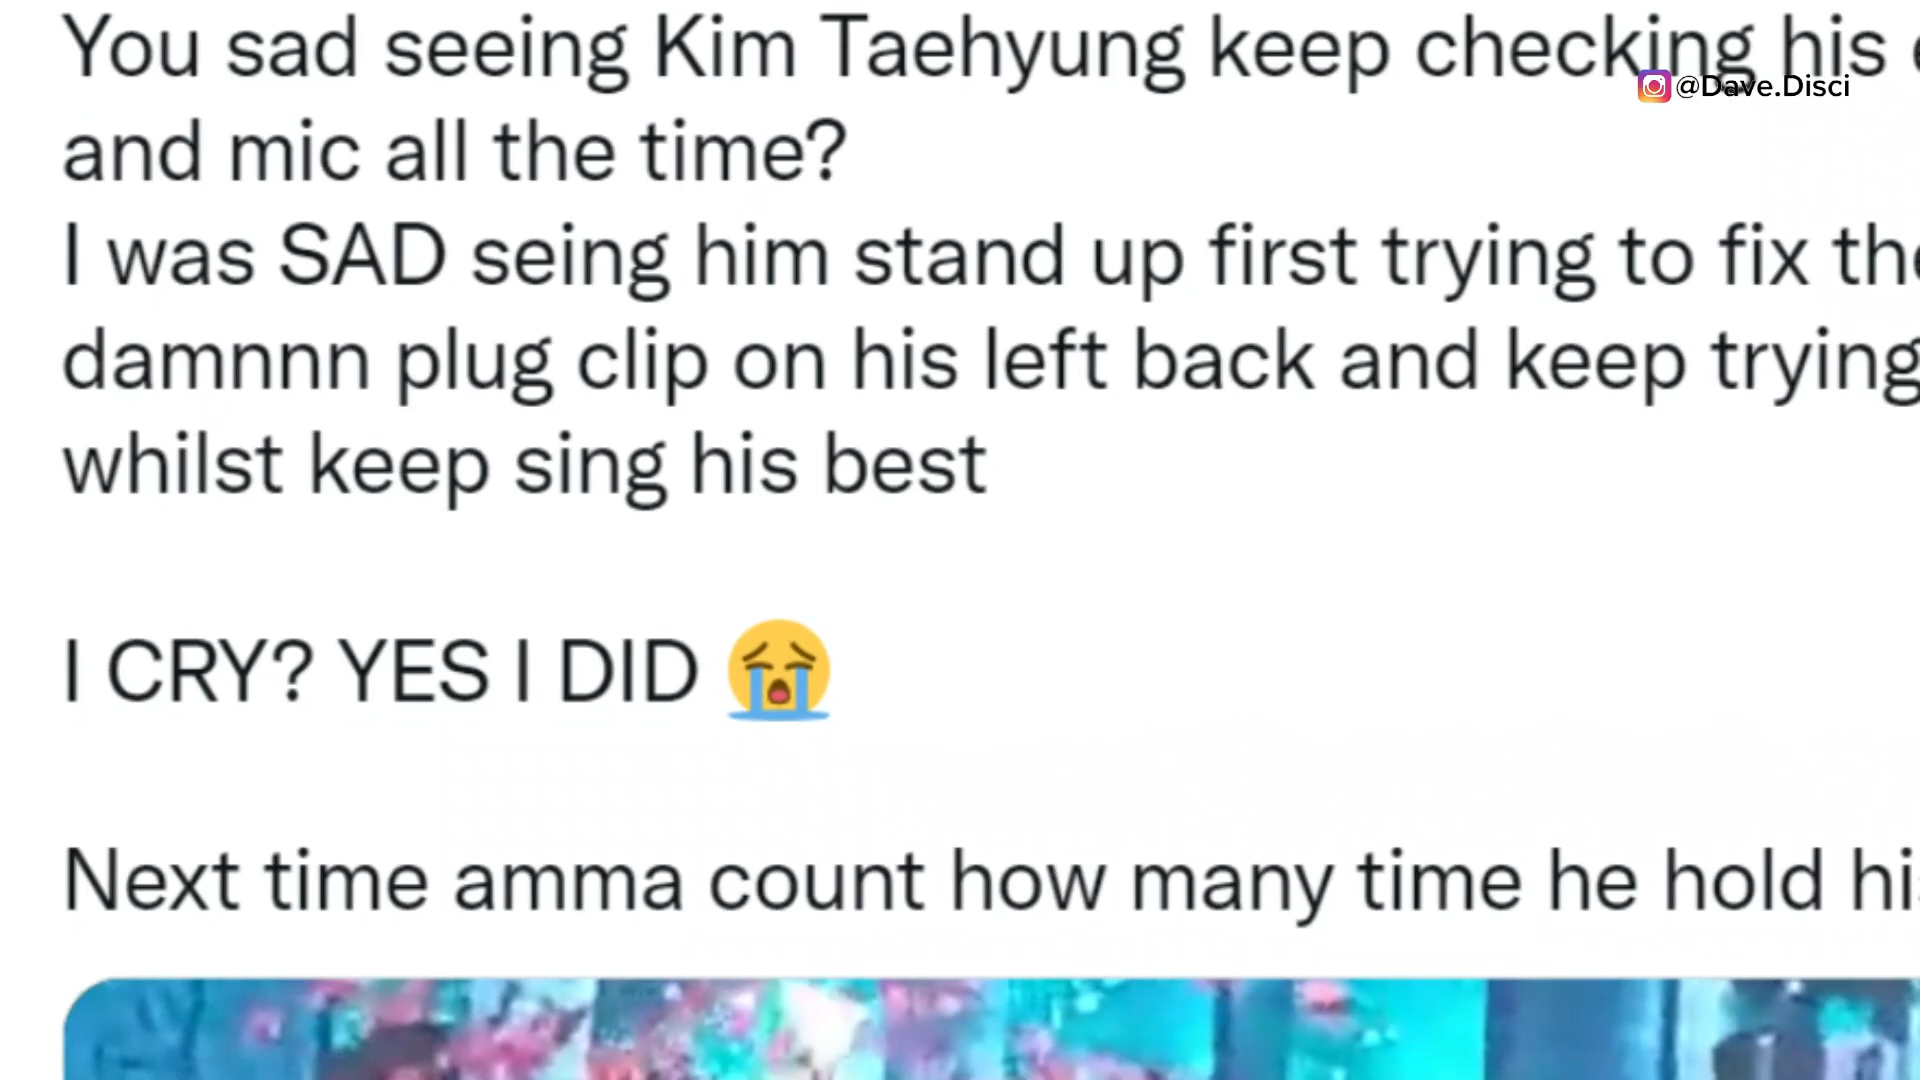 You sad seeing Kim Taehyung keep checking his
@Dave.Disci
and mic all the time?
I was SAD seing him stand up first trying to fix the
damnnn plug clip on his left back and keep trying
whilst keep sing his best
I CRY? YES I DID 😭
Next time amma count how many time he hold his